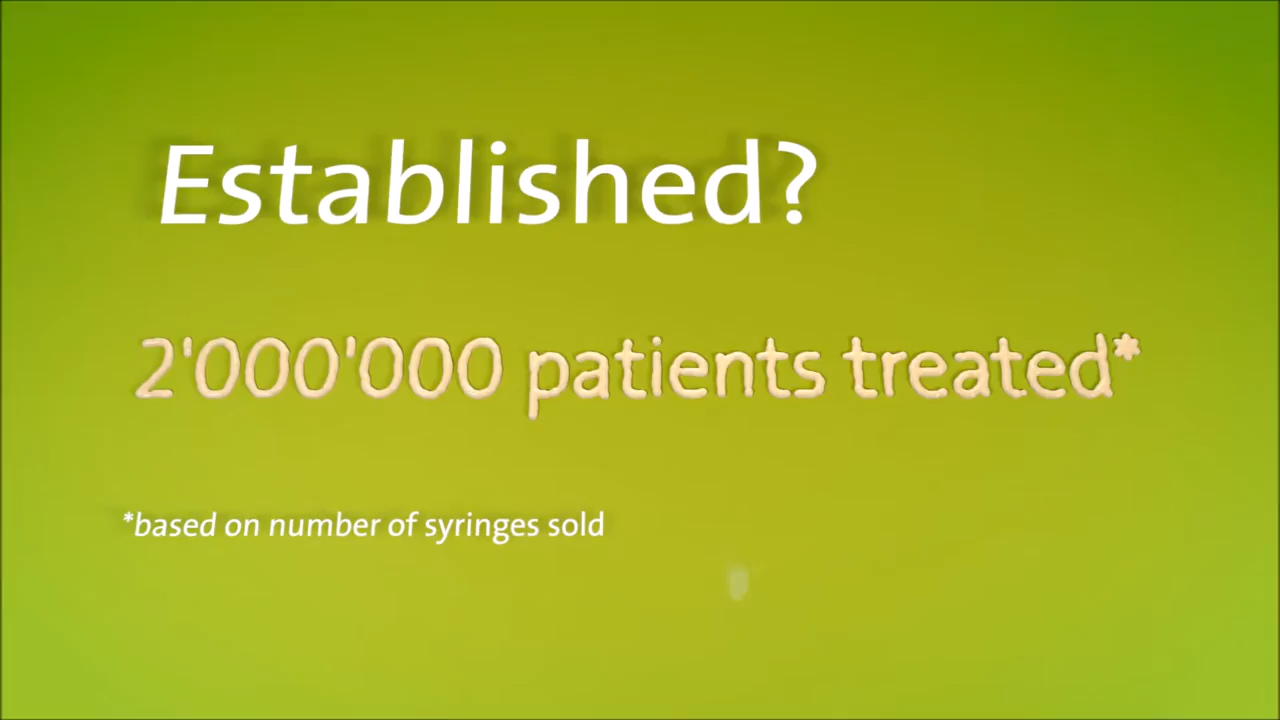 Established?
2'000'000 patients treated*
*based on number of syringes sold